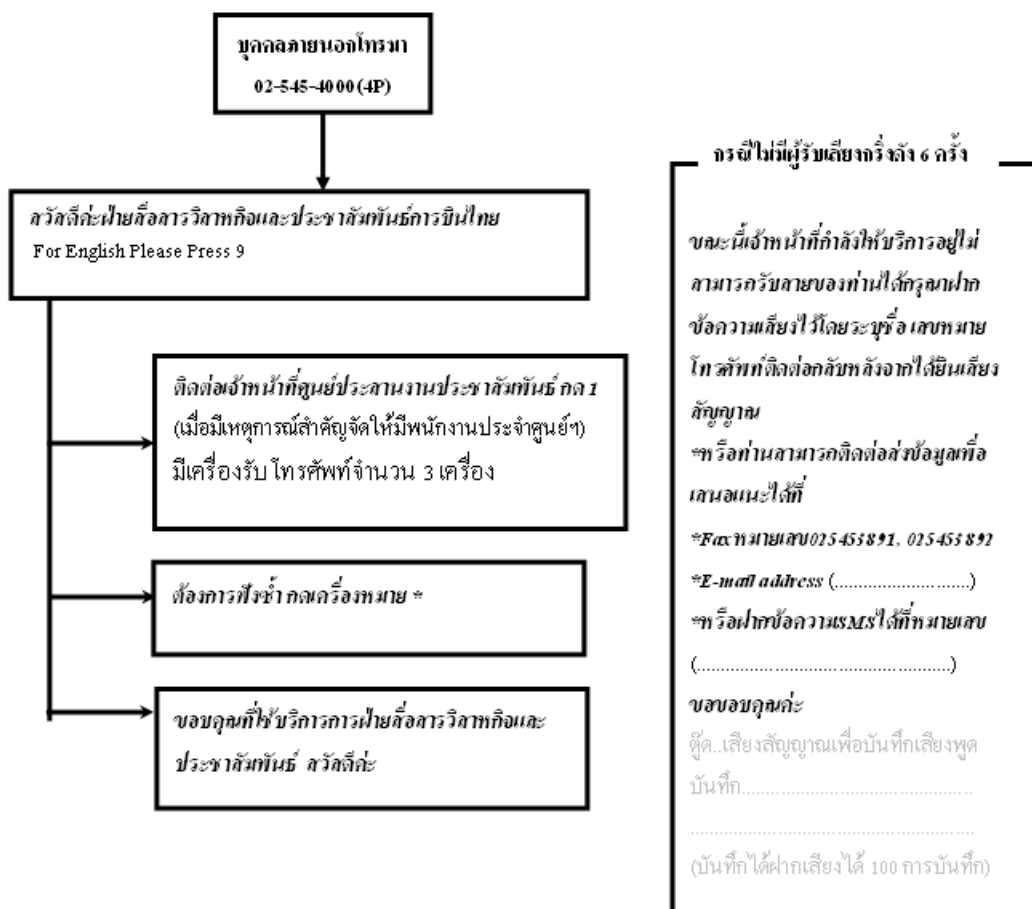 บุคคลภายนอกโทรมา
02-545-4000 (4P)
สวัสดีค่ะฝ่ายสื่อสารวิสาหกิจและประชาสัมพันธ์การบินไทย
For English Please Press 9
ติดต่อเจ้าหน้าที่ศูนย์ประสานงานประชาสัมพันธ์ กด 1
(เมื่อมีเหตุการณ์สำคัญจัดให้มีพนักงานประจำศูนย์ฯ)
มีเครื่องรับ โทรศัพท์จำนวน 3 เครื่อง
ต้องการฟังซ้ำ กดเครื่องหมาย *
ขอบคุณที่ใช้บริการการฝ่ายสื่อสารวิสาหกิจและ
ประชาสัมพันธ์ สวัสดีค่ะ
กรณีไม่มีผู้รับเสียงกริ่งดัง 6 ครั้ง
ขณะนี้เจ้าหน้าที่กำลังให้บริการอยู่ไม่
สามารถรับสายของท่านได้กรุณาฝาก
ข้อความเสียงไว้โดยระบุชื่อ เลขหมาย
โทรศัพท์ติดต่อกลับหลังจากได้ยินเสียง
สัญญาณ
*หรือท่านสามารถติดต่อส่งข้อมูลเพื่อ
เสนอแนะได้ที่
*Fax หมายเลข 025453891, 025453892
*E-mail address (............................)
*หรือฝากข้อความSMSได้ที่หมายเลข
(.....................................................)
ขอขอบคุณค่ะ
ตู๊ด..เสียงสัญญาณเพื่อบันทึกเสียงพูด
บันทึก................................................
...........................................................
(บันทึกได้ฝากเสียงได้ 100 การบันทึก)